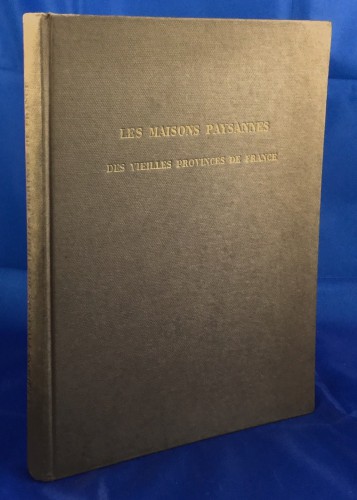 LES MAISONS PAYSANNES
DES VIEILLES PROVINCES DE FRANCE